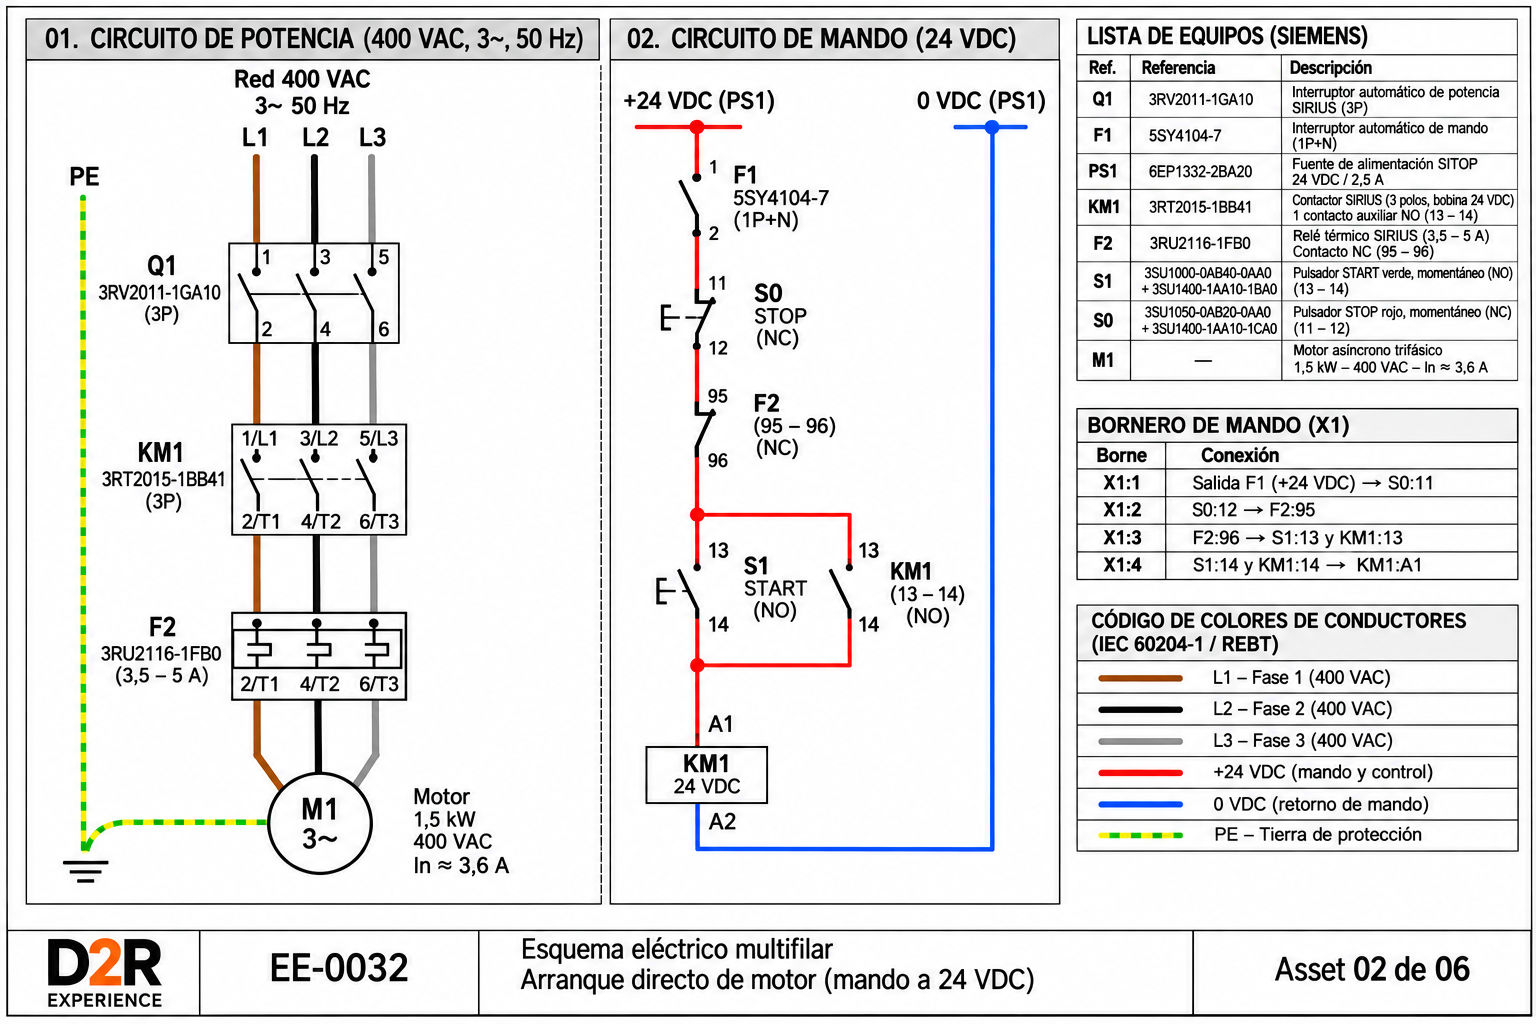 01. CIRCUITO DE POTENCIA (400 VAC, 3~, 50 Hz)
Red 400 VAC
3~ 50 Hz
L1 L2 L3
PE
Q1
3RV2011-1GA10
(3P)
1 3 5
2 4 6
KM1
3RT2015-1BB41
(3P)
1/L1 3/L2 5/L3
2/T1 4/T2 6/T3
F2
3RU2116-1FB0
(3,5 – 5 A)
2/T1 4/T2 6/T3
M1
3~
Motor
1,5 kW
400 VAC
In ≈ 3,6 A
02. CIRCUITO DE MANDO (24 VDC)
+24 VDC (PS1) 0 VDC (PS1)
1
F1
5SY4104-7
(1P+N)
2
11
S0
STOP
(NC)
12
95
F2
(95 – 96)
(NC)
96
13
S1
START
(NO)
14
13
KM1
(13 – 14)
(NO)
14
A1
KM1
24 VDC
A2
LISTA DE EQUIPOS (SIEMENS)
Ref. Referencia Descripción
Q1 3RV2011-1GA10 Interruptor automático de potencia
SIRIUS (3P)
F1 5SY4104-7 Interruptor automático de mando
(1P+N)
PS1 6EP1332-2BA20 Fuente de alimentación SITOP
24 VDC / 2,5 A
KM1 3RT2015-1BB41 Contactor SIRIUS (3 polos, bobina 24 VDC)
1 contacto auxiliar NO (13 – 14)
F2 3RU2116-1FB0 Relé térmico SIRIUS (3,5 – 5 A)
Contacto NC (95 – 96)
S1 3SU1000-0AB40-0AA0 Pulsador START verde, momentáneo (NO)
+ 3SU1400-1AA10-1BA0 (13 – 14)
S0 3SU1050-0AB20-0AA0 Pulsador STOP rojo, momentáneo (NC)
+ 3SU1400-1AA10-1CA0 (11 – 12)
M1 — Motor asíncrono trifásico
1,5 kW – 400 VAC – In ≈ 3,6 A
BORNERO DE MANDO (X1)
Borne Conexión
X1:1 Salida F1 (+24 VDC) → S0:11
X1:2 S0:12 → F2:95
X1:3 F2:96 → S1:13 y KM1:13
X1:4 S1:14 y KM1:14 → KM1:A1
CÓDIGO DE COLORES DE CONDUCTORES
(IEC 60204-1 / REBT)
L1 – Fase 1 (400 VAC)
L2 – Fase 2 (400 VAC)
L3 – Fase 3 (400 VAC)
+24 VDC (mando y control)
0 VDC (retorno de mando)
PE – Tierra de protección
D2R
EXPERIENCE
EE-0032
Esquema eléctrico multifilar
Arranque directo de motor (mando a 24 VDC)
Asset 02 de 06